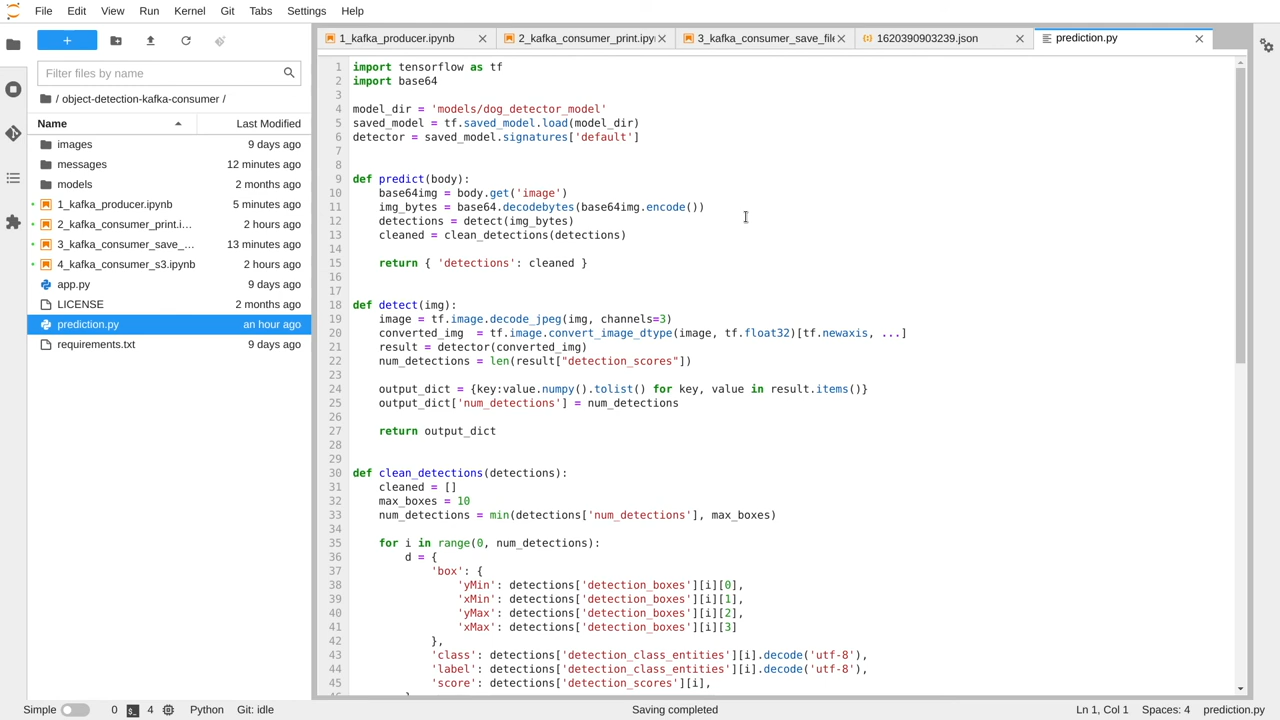 File Edit View Run Kernel Git Tabs Settings Help
+
Filter files by name
/ object-detection-kafka-consumer /
Name Last Modified
images 9 days ago
messages 12 minutes ago
models 2 months ago
1_kafka_producer.ipynb 5 minutes ago
2_kafka_consumer_print.i... 2 hours ago
3_kafka_consumer_save_... 13 minutes ago
4_kafka_consumer_s3.ipynb 2 hours ago
app.py 9 days ago
LICENSE 2 months ago
prediction.py an hour ago
requirements.txt 9 days ago
1_kafka_producer.ipynb 2_kafka_consumer_print.ipy 3_kafka_consumer_save_file 1620390903239.json prediction.py
1 import tensorflow as tf
2 import base64
3
4 model_dir = 'models/dog_detector_model'
5 saved_model = tf.saved_model.load(model_dir)
6 detector = saved_model.signatures['default']
7
8
9 def predict(body):
10 base64img = body.get('image')
11 img_bytes = base64.decodebytes(base64img.encode())
12 detections = detect(img_bytes)
13 cleaned = clean_detections(detections)
14
15 return { 'detections': cleaned }
16
17
18 def detect(img):
19 image = tf.image.decode_jpeg(img, channels=3)
20 converted_img  = tf.image.convert_image_dtype(image, tf.float32)[tf.newaxis, ...]
21 result = detector(converted_img)
22 num_detections = len(result["detection_scores"])
23
24 output_dict = {key:value.numpy().tolist() for key, value in result.items()}
25 output_dict['num_detections'] = num_detections
26
27 return output_dict
28
29
30 def clean_detections(detections):
31 cleaned = []
32 max_boxes = 10
33 num_detections = min(detections['num_detections'], max_boxes)
34
35 for i in range(0, num_detections):
36 d = {
37 'box': {
38 'yMin': detections['detection_boxes'][i][0],
39 'xMin': detections['detection_boxes'][i][1],
40 'yMax': detections['detection_boxes'][i][2],
41 'xMax': detections['detection_boxes'][i][3]
42 },
43 'class': detections['detection_class_entities'][i].decode('utf-8'),
44 'label': detections['detection_class_entities'][i].decode('utf-8'),
45 'score': detections['detection_scores'][i],
Simple 0 4 Python Git: idle Saving completed Ln 1, Col 1 Spaces: 4 prediction.py